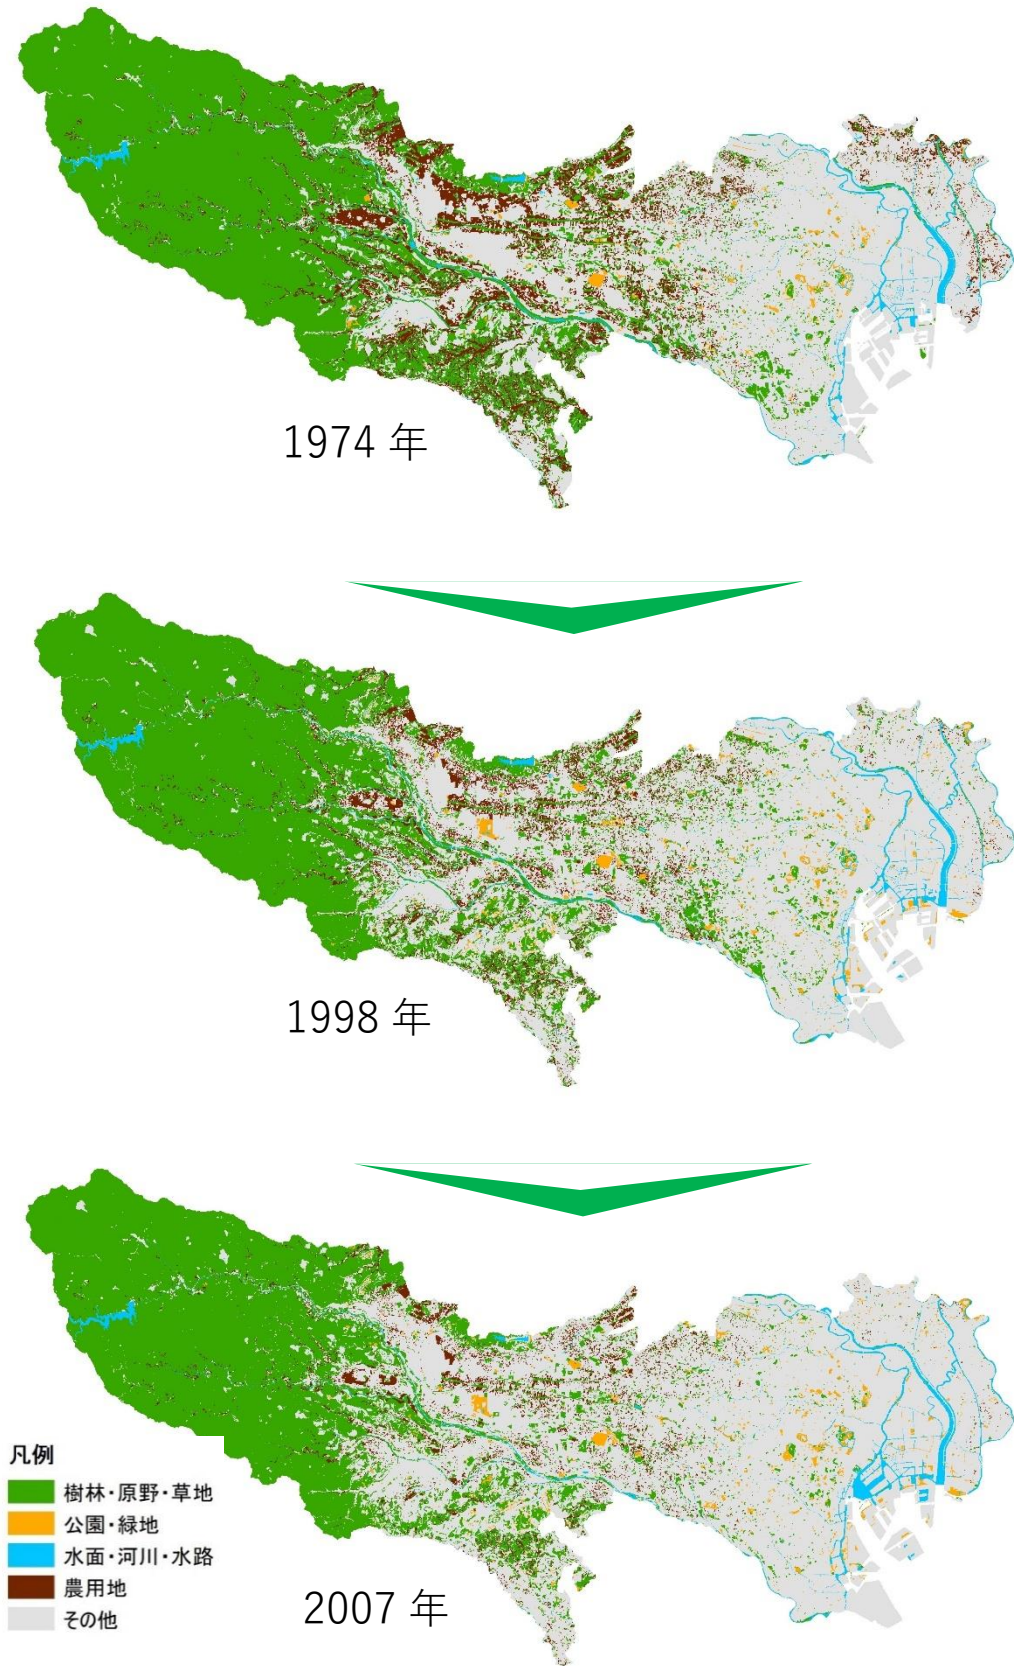 1974 年
1998 年
2007 年
凡例
樹林・原野・草地
公園・緑地
水面・河川・水路
農用地
その他